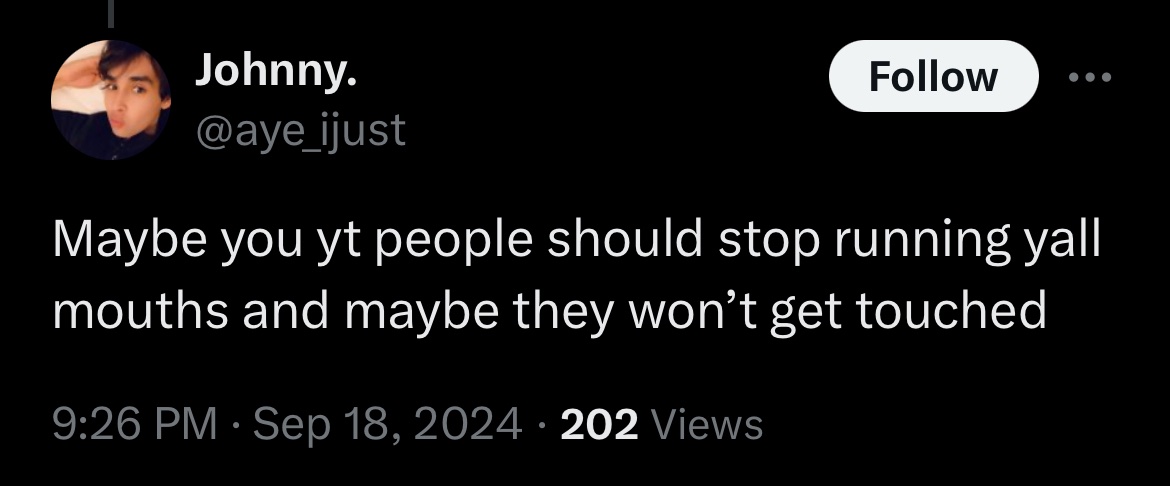 Johnny.
Follow
@aye_ijust
Maybe you yt people should stop running yall
mouths and maybe they won’t get touched
9:26 PM · Sep 18, 2024 · 202 Views